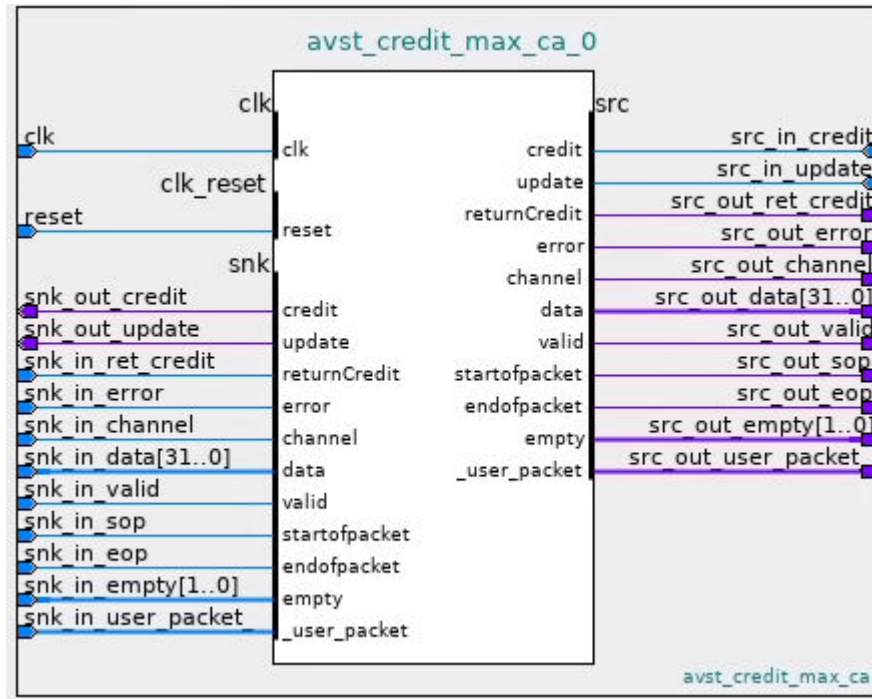 avst_credit_max_ca_0
clk
clk
clk
clk_reset
reset
reset
snk
snk_out_credit
credit
snk_out_update
update
snk_in_ret_credit
returnCredit
snk_in_error
error
snk_in_channel
channel
snk_in_data[31..0]
data
snk_in_valid
valid
snk_in_sop
startofpacket
snk_in_eop
endofpacket
snk_in_empty[1..0]
empty
snk_in_user_packet_
_user_packet
src
src_in_credit
credit
src_in_update
update
src_out_ret_credit
returnCredit
src_out_error
error
src_out_channel
channel
src_out_data[31..0]
data
src_out_valid
valid
src_out_sop
startofpacket
src_out_eop
endofpacket
src_out_empty[1..0]
empty
src_out_user_packet_
_user_packet
avst_credit_max_ca